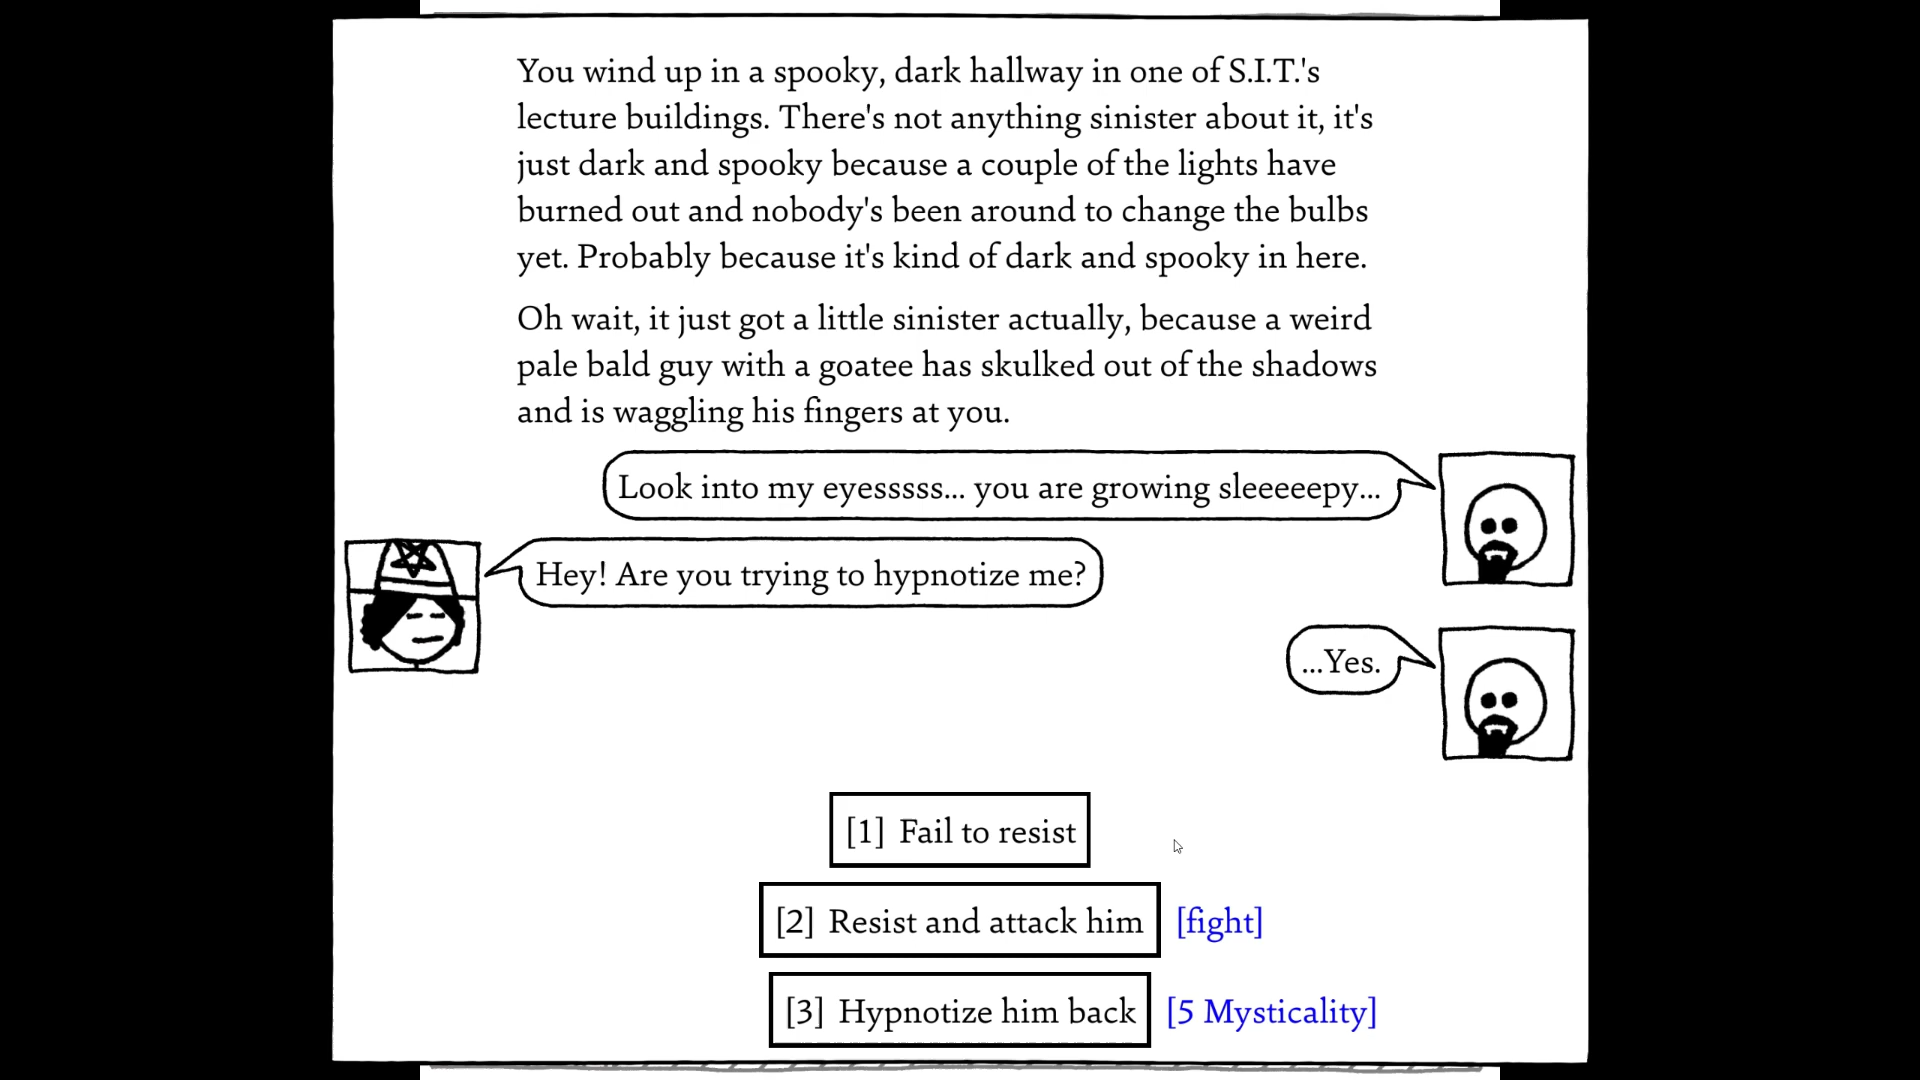 You wind up in a spooky, dark hallway in one of S.I.T.'s
lecture buildings. There's not anything sinister about it, it's
just dark and spooky because a couple of the lights have
burned out and nobody's been around to change the bulbs
yet. Probably because it's kind of dark and spooky in here.
Oh wait, it just got a little sinister actually, because a weird
pale bald guy with a goatee has skulked out of the shadows
and is waggling his fingers at you.
Look into my eyesssss... you are growing sleeeeepy...
Hey! Are you trying to hypnotize me?
...Yes.
[1] Fail to resist
[2] Resist and attack him [fight]
[3] Hypnotize him back [5 Mysticality]